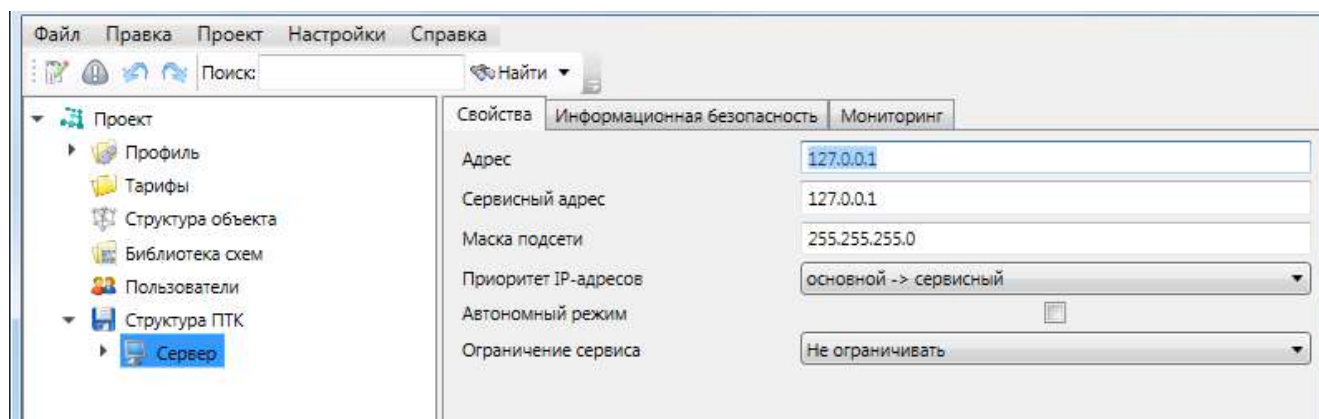 Файл Правка Проект Настройки Справка
Поиск: Найти
Проект
Профиль
Тарифы
Структура объекта
Библиотека схем
Пользователи
Структура ПТК
Сервер
Свойства Информационная безопасность Мониторинг
Адрес 127.0.0.1
Сервисный адрес 127.0.0.1
Маска подсети 255.255.255.0
Приоритет IP-адресов основной -> сервисный
Автономный режим
Ограничение сервиса Не ограничивать